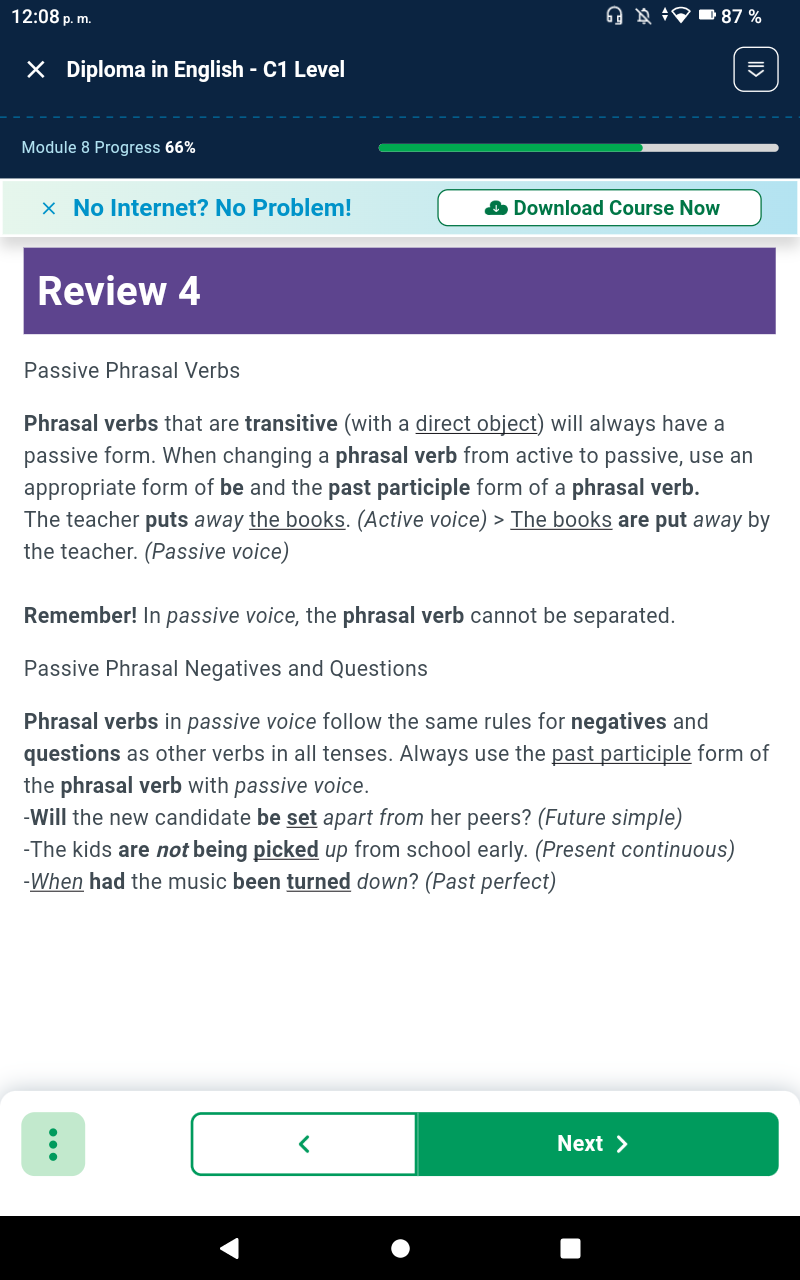 12:08 p. m.
87 %
Diploma in English - C1 Level
Module 8 Progress 66%
No Internet? No Problem!
Download Course Now
Review 4
Passive Phrasal Verbs
Phrasal verbs that are transitive (with a direct object) will always have a
passive form. When changing a phrasal verb from active to passive, use an
appropriate form of be and the past participle form of a phrasal verb.
The teacher puts away the books. (Active voice) > The books are put away by
the teacher. (Passive voice)
Remember! In passive voice, the phrasal verb cannot be separated.
Passive Phrasal Negatives and Questions
Phrasal verbs in passive voice follow the same rules for negatives and
questions as other verbs in all tenses. Always use the past participle form of
the phrasal verb with passive voice.
-Will the new candidate be set apart from her peers? (Future simple)
-The kids are not being picked up from school early. (Present continuous)
-When had the music been turned down? (Past perfect)
Next